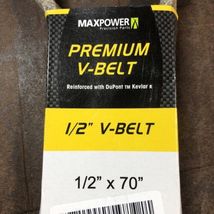 MAXPOWER
Precision Parts
PREMIUM
V-BELT
Reinforced with DuPont TM Kevlar ®
1/2" V-BELT
1/2" x 70"